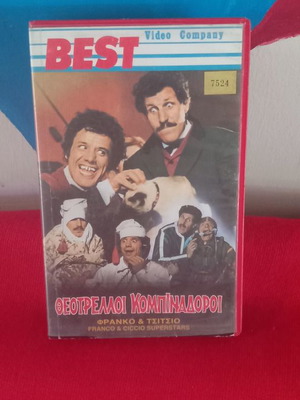 BEST Video Company
7524
ΘΕΟΤΡΕΛΛΟΙ ΚΟΜΠΙΝΑΔΟΡΟΙ
ΦΡΑΝΚΟ & ΤΣΙΤΣΙΟ
FRANCO & CICCIO SUPERSTARS